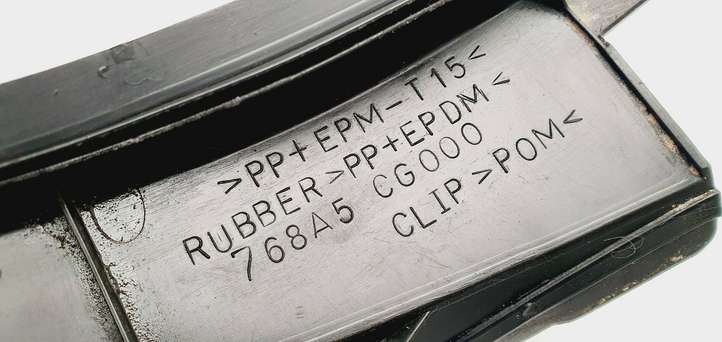 >PP+EPM-T15<
RUBBER>PP+EPDM<
768A5 CG000
CLIP>POM<